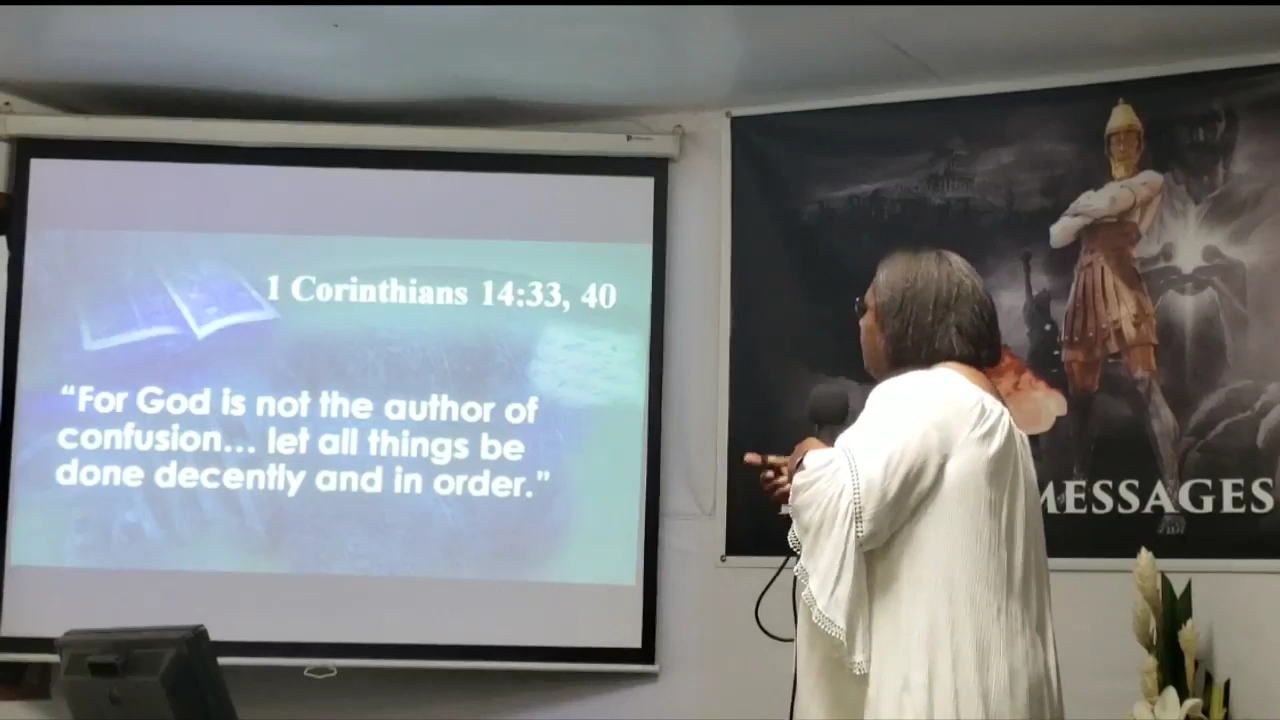 1 Corinthians 14:33, 40
“For God is not the author of
confusion... let all things be
done decently and in order.”
MESSAGES